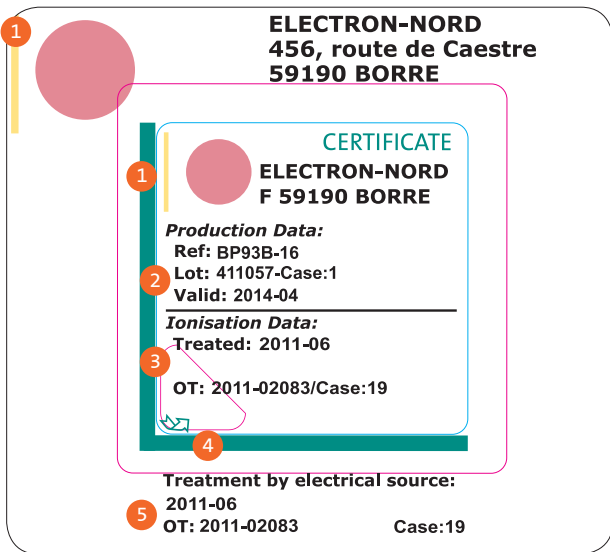 1
ELECTRON-NORD
456, route de Caestre
59190 BORRE
CERTIFICATE
1
ELECTRON-NORD
F 59190 BORRE
Production Data:
Ref: BP93B-16
2
Lot: 411057-Case:1
Valid: 2014-04
Ionisation Data:
Treated: 2011-06
3
OT: 2011-02083/Case:19
4
Treatment by electrical source:
2011-06
5
OT: 2011-02083 Case:19